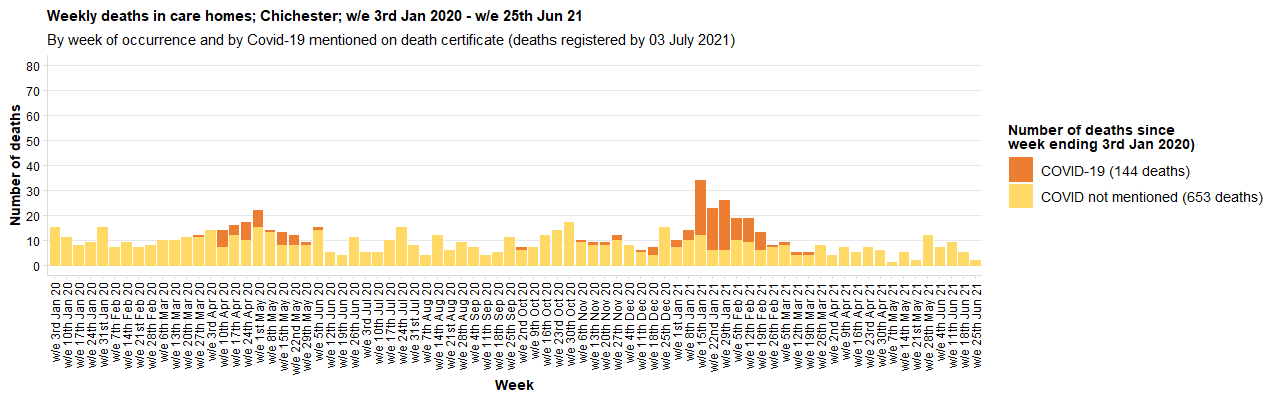 Weekly deaths in care homes; Chichester; w/e 3rd Jan 2020 - w/e 25th Jun 21
By week of occurrence and by Covid-19 mentioned on death certificate (deaths registered by 03 July 2021)
Number of deaths
80
70
60
50
40
30
20
10
0
w/e 3rd Jan 20
w/e 10th Jan 20
w/e 17th Jan 20
w/e 24th Jan 20
w/e 31st Jan 20
w/e 7th Feb 20
w/e 14th Feb 20
w/e 21st Feb 20
w/e 28th Feb 20
w/e 6th Mar 20
w/e 13th Mar 20
w/e 20th Mar 20
w/e 27th Mar 20
w/e 3rd Apr 20
w/e 10th Apr 20
w/e 17th Apr 20
w/e 24th Apr 20
w/e 1st May 20
w/e 8th May 20
w/e 15th May 20
w/e 22nd May 20
w/e 29th May 20
w/e 5th Jun 20
w/e 12th Jun 20
w/e 19th Jun 20
w/e 26th Jun 20
w/e 3rd Jul 20
w/e 10th Jul 20
w/e 17th Jul 20
w/e 24th Jul 20
w/e 31st Jul 20
w/e 7th Aug 20
w/e 14th Aug 20
w/e 21st Aug 20
w/e 28th Aug 20
w/e 4th Sep 20
w/e 11th Sep 20
w/e 18th Sep 20
w/e 25th Sep 20
w/e 2nd Oct 20
w/e 9th Oct 20
w/e 16th Oct 20
w/e 23rd Oct 20
w/e 30th Oct 20
w/e 6th Nov 20
w/e 13th Nov 20
w/e 20th Nov 20
w/e 27th Nov 20
w/e 4th Dec 20
w/e 11th Dec 20
w/e 18th Dec 20
w/e 25th Dec 20
w/e 1st Jan 21
w/e 8th Jan 21
w/e 15th Jan 21
w/e 22nd Jan 21
w/e 29th Jan 21
w/e 5th Feb 21
w/e 12th Feb 21
w/e 19th Feb 21
w/e 26th Feb 21
w/e 5th Mar 21
w/e 12th Mar 21
w/e 19th Mar 21
w/e 26th Mar 21
w/e 2nd Apr 21
w/e 9th Apr 21
w/e 16th Apr 21
w/e 23rd Apr 21
w/e 30th Apr 21
w/e 7th May 21
w/e 14th May 21
w/e 21st May 21
w/e 28th May 21
w/e 4th Jun 21
w/e 11th Jun 21
w/e 18th Jun 21
w/e 25th Jun 21
Week
Number of deaths since
week ending 3rd Jan 2020)
COVID-19 (144 deaths)
COVID not mentioned (653 deaths)